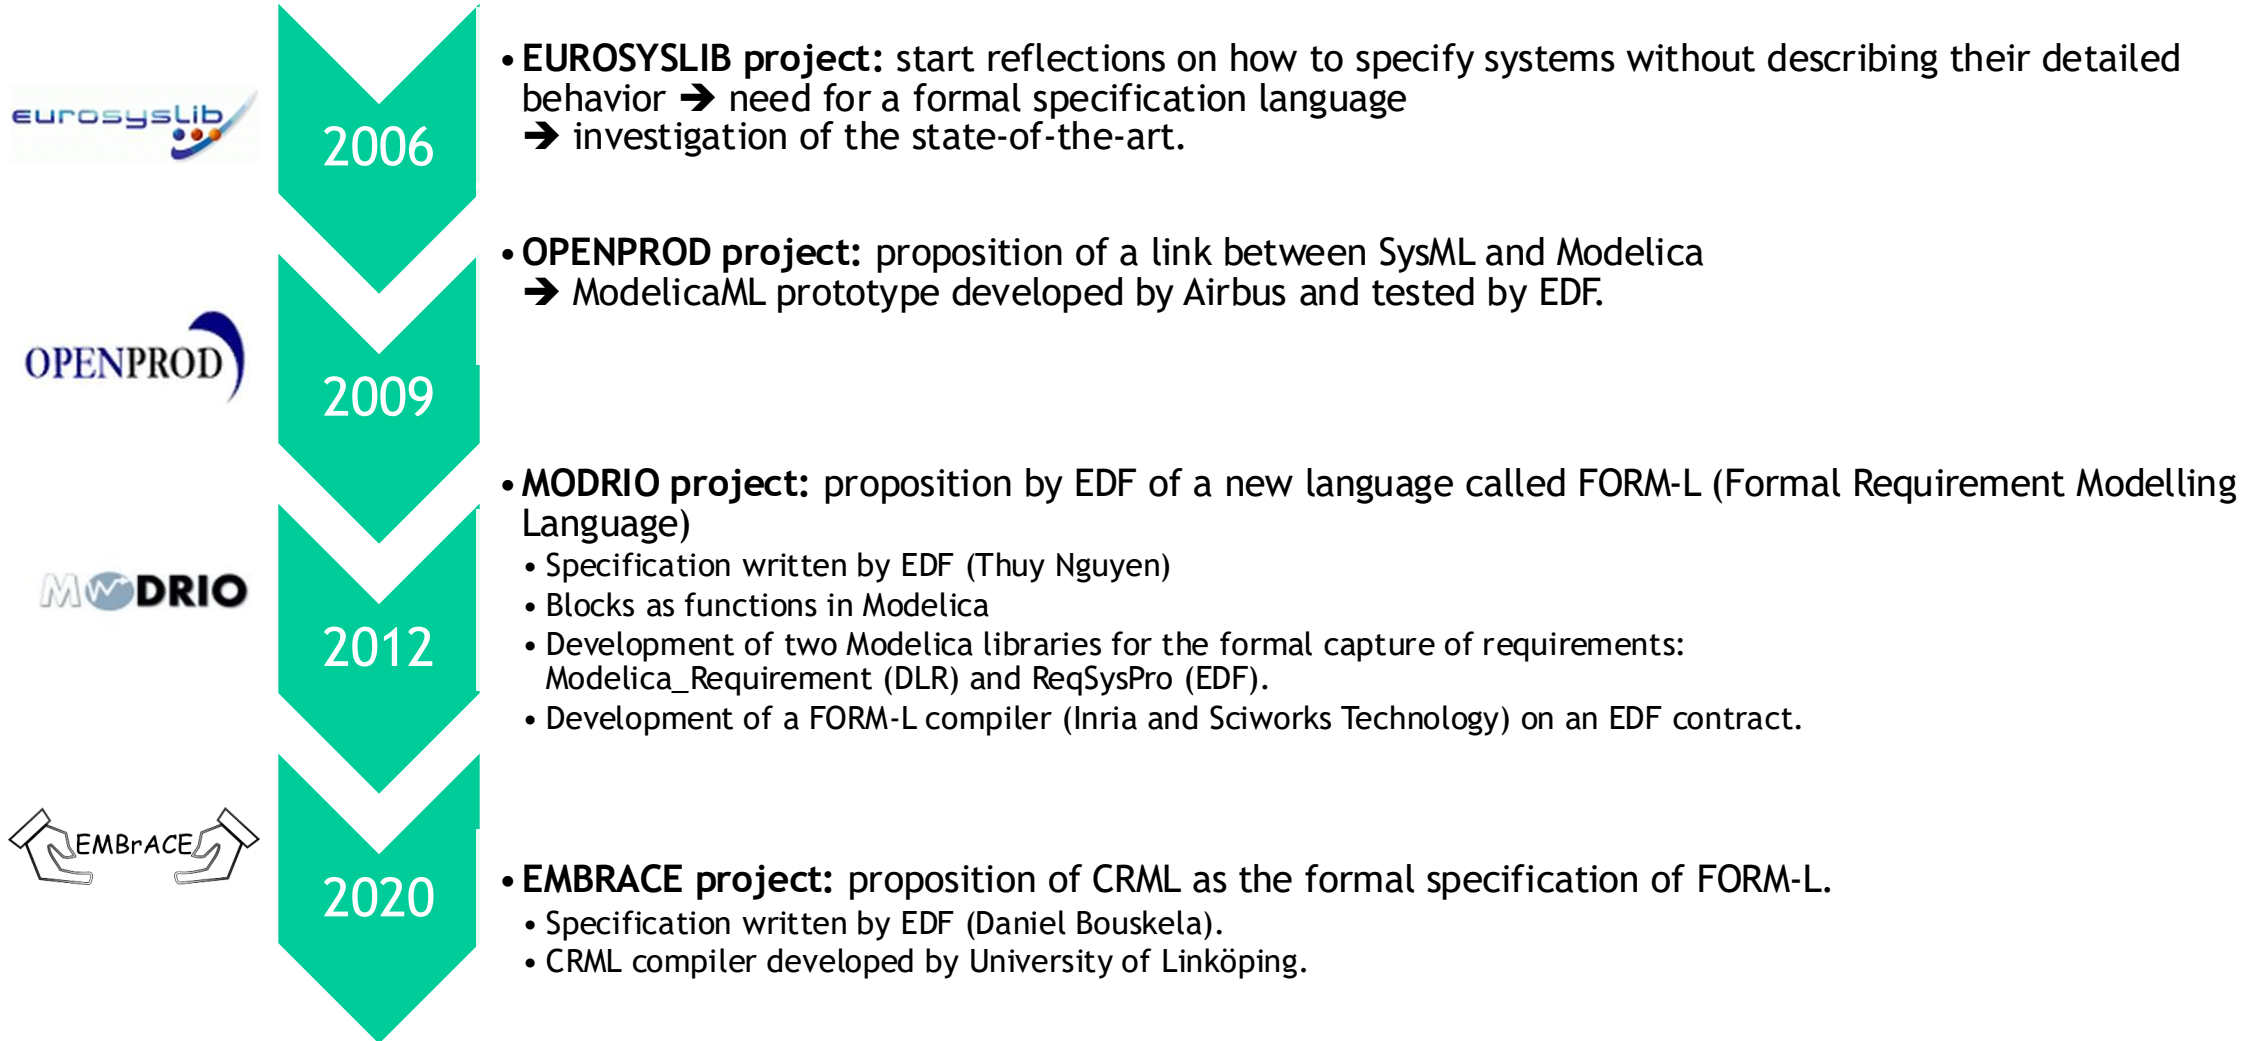 eurosyslib
2006
• EUROSYSLIB project: start reflections on how to specify systems without describing their detailed
behavior ➔ need for a formal specification language
➔ investigation of the state-of-the-art.
OPENPROD
2009
• OPENPROD project: proposition of a link between SysML and Modelica
➔ ModelicaML prototype developed by Airbus and tested by EDF.
MODRIO
2012
• MODRIO project: proposition by EDF of a new language called FORM-L (Formal Requirement Modelling
Language)
• Specification written by EDF (Thuy Nguyen)
• Blocks as functions in Modelica
• Development of two Modelica libraries for the formal capture of requirements:
Modelica_Requirement (DLR) and ReqSysPro (EDF).
• Development of a FORM-L compiler (Inria and Sciworks Technology) on an EDF contract.
EMBrACE
2020
• EMBRACE project: proposition of CRML as the formal specification of FORM-L.
• Specification written by EDF (Daniel Bouskela).
• CRML compiler developed by University of Linköping.